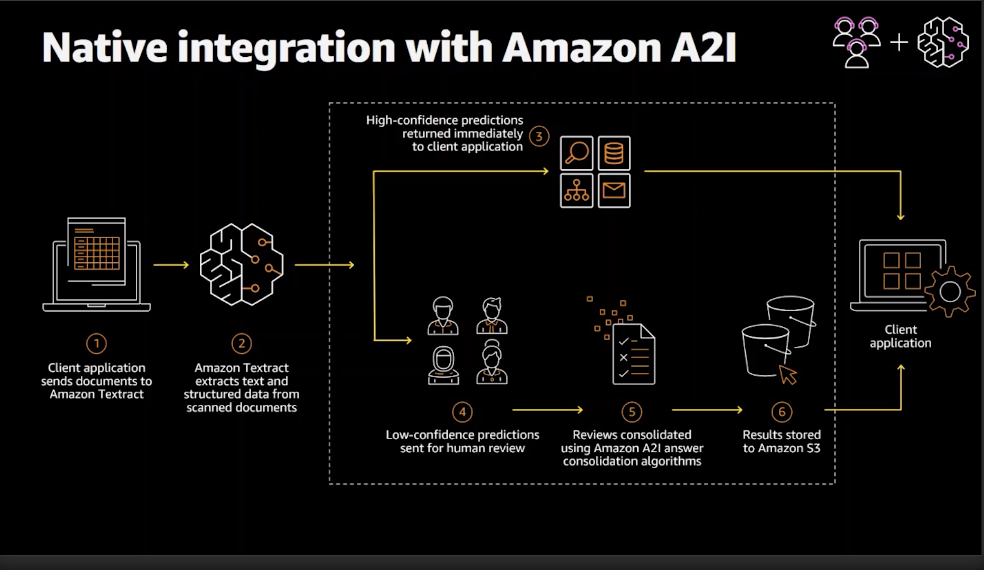 Native integration with Amazon A2I
High-confidence predictions
returned immediately
to client application
3
1
Client application
sends documents to
Amazon Textract
2
Amazon Textract
extracts text and
structured data from
scanned documents
4
Low-confidence predictions
sent for human review
5
Reviews consolidated
using Amazon A2I answer
consolidation algorithms
6
Results stored
to Amazon S3
Client
application